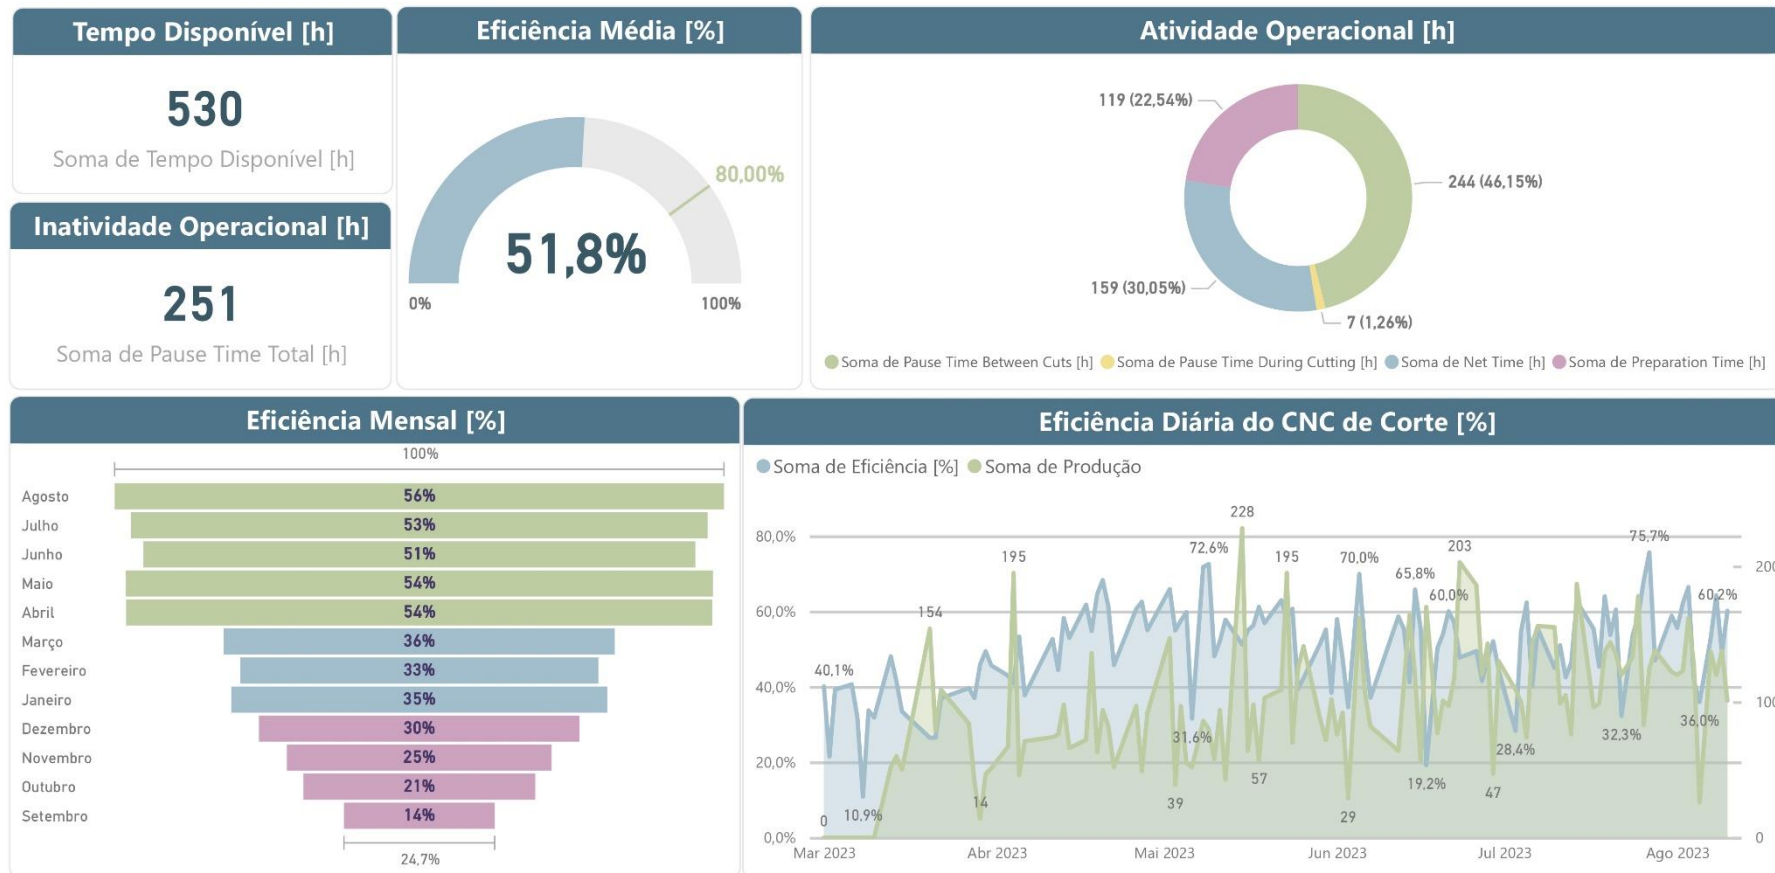 Tempo Disponível [h]
530
Soma de Tempo Disponível [h]
Inatividade Operacional [h]
251
Soma de Pause Time Total [h]
Eficiência Média [%]
80,00%
51,8%
0%
100%
Atividade Operacional [h]
119 (22,54%)
244 (46,15%)
159 (30,05%)
7 (1,26%)
Soma de Pause Time Between Cuts [h] Soma de Pause Time During Cutting [h] Soma de Net Time [h] Soma de Preparation Time [h]
Eficiência Mensal [%]
100%
Agosto 56%
Julho 53%
Junho 51%
Maio 54%
Abril 54%
Março 36%
Fevereiro 33%
Janeiro 35%
Dezembro 30%
Novembro 25%
Outubro 21%
Setembro 14%
24,7%
Eficiência Diária do CNC de Corte [%]
Soma de Eficiência [%] Soma de Produção
228
80,0% 195 72,6% 195 70,0% 203 75,7%
65,8% 200
154 60,0% 60,2%
60,0%
40,1%
40,0% 100
31,6% 28,4% 32,3% 36,0%
20,0%
57 19,2% 47
0 10,9% 14 39 29
0,0% 0
Mar 2023 Abr 2023 Mai 2023 Jun 2023 Jul 2023 Ago 2023